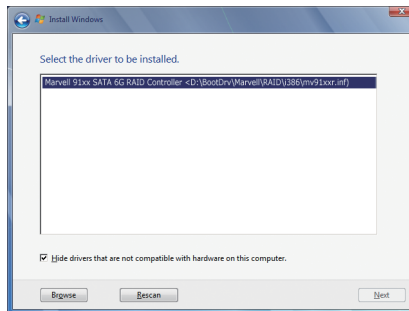 Install Windows
Select the driver to be installed.
Marvell 91xx SATA 6G RAID Controller <D:\BootDrv\Marvell\RAID\i386\mv91xxr.inf)
Hide drivers that are not compatible with hardware on this computer.
Browse Rescan Next